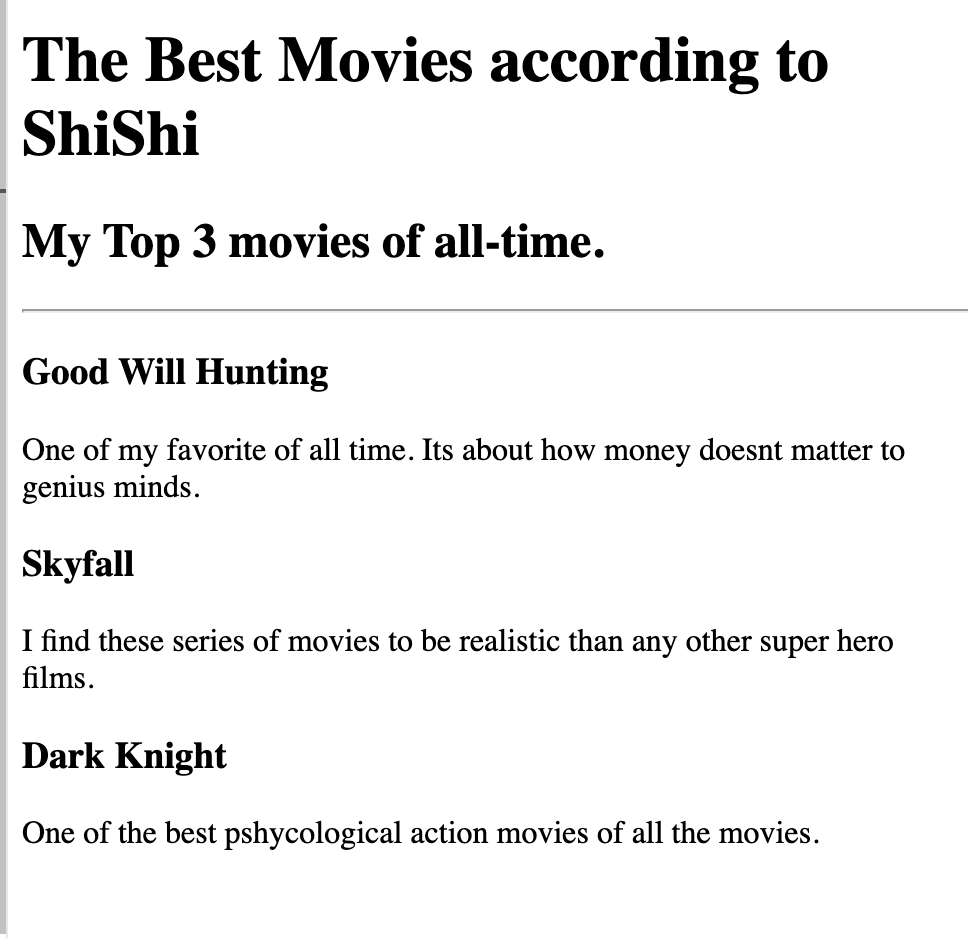 The Best Movies according to
ShiShi
My Top 3 movies of all-time.
Good Will Hunting
One of my favorite of all time. Its about how money doesnt matter to
genius minds.
Skyfall
I find these series of movies to be realistic than any other super hero
films.
Dark Knight
One of the best pshycological action movies of all the movies.